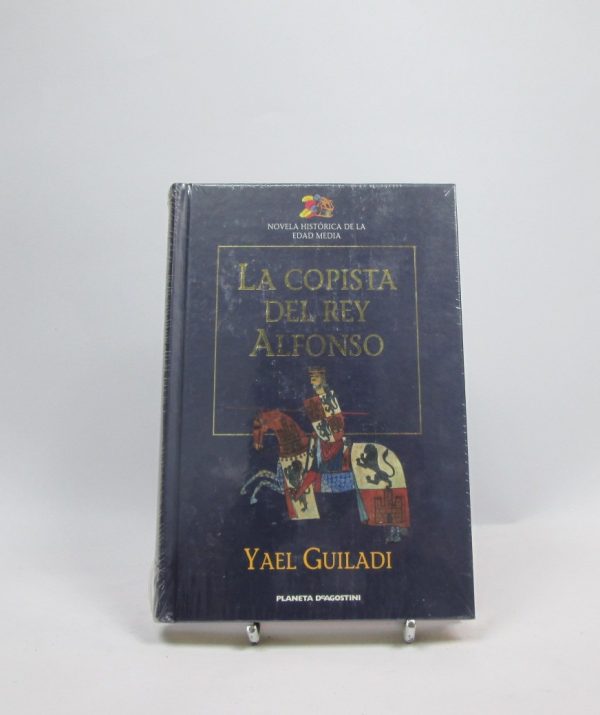 NOVELA HISTÓRICA DE LA
EDAD MEDIA
LA COPISTA
DEL REY
ALFONSO
YAEL GUILADI
PLANETA DEAGOSTINI